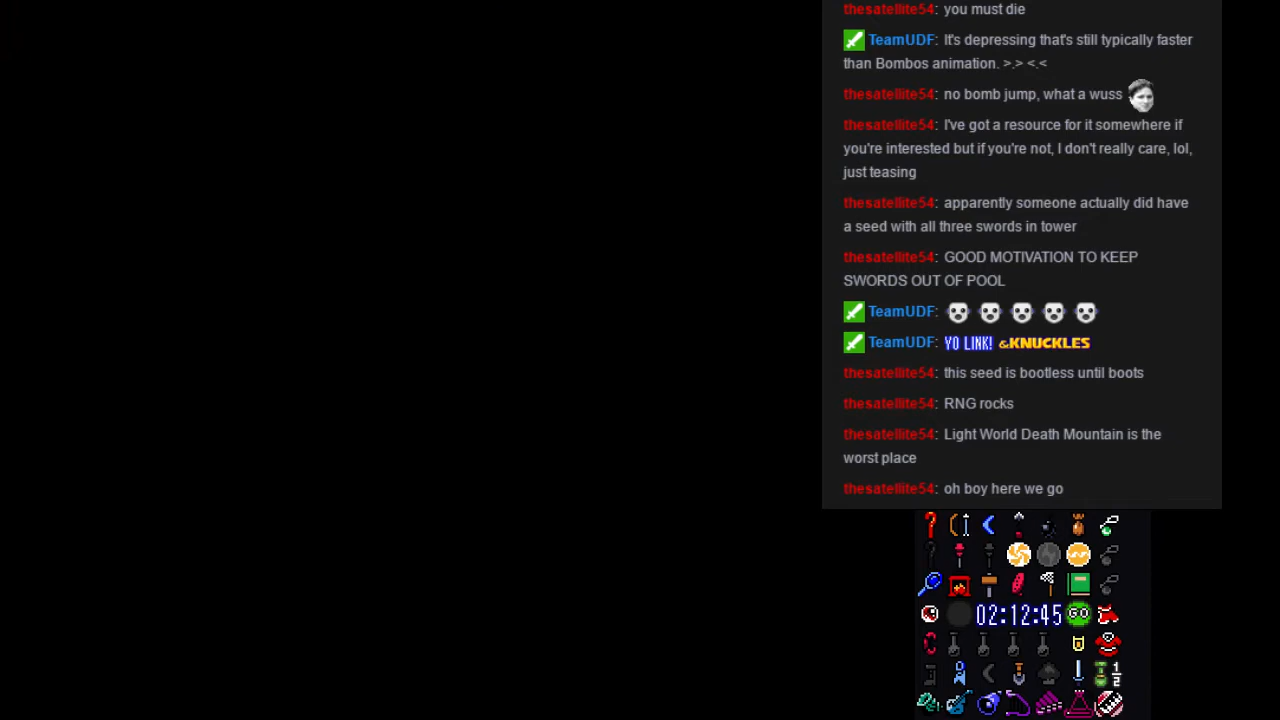 thesatellite54: you must die
TeamUDF: It's depressing that's still typically faster
than Bombos animation. >.> <.<
thesatellite54: no bomb jump, what a wuss
thesatellite54: I've got a resource for it somewhere if
you're interested but if you're not, I don't really care, lol,
just teasing
thesatellite54: apparently someone actually did have
a seed with all three swords in tower
thesatellite54: GOOD MOTIVATION TO KEEP
SWORDS OUT OF POOL
TeamUDF:
TeamUDF: YO LINK! &KNUCKLES
thesatellite54: this seed is bootless until boots
thesatellite54: RNG rocks
thesatellite54: Light World Death Mountain is the
worst place
thesatellite54: oh boy here we go
02:12:45 GO
1/2